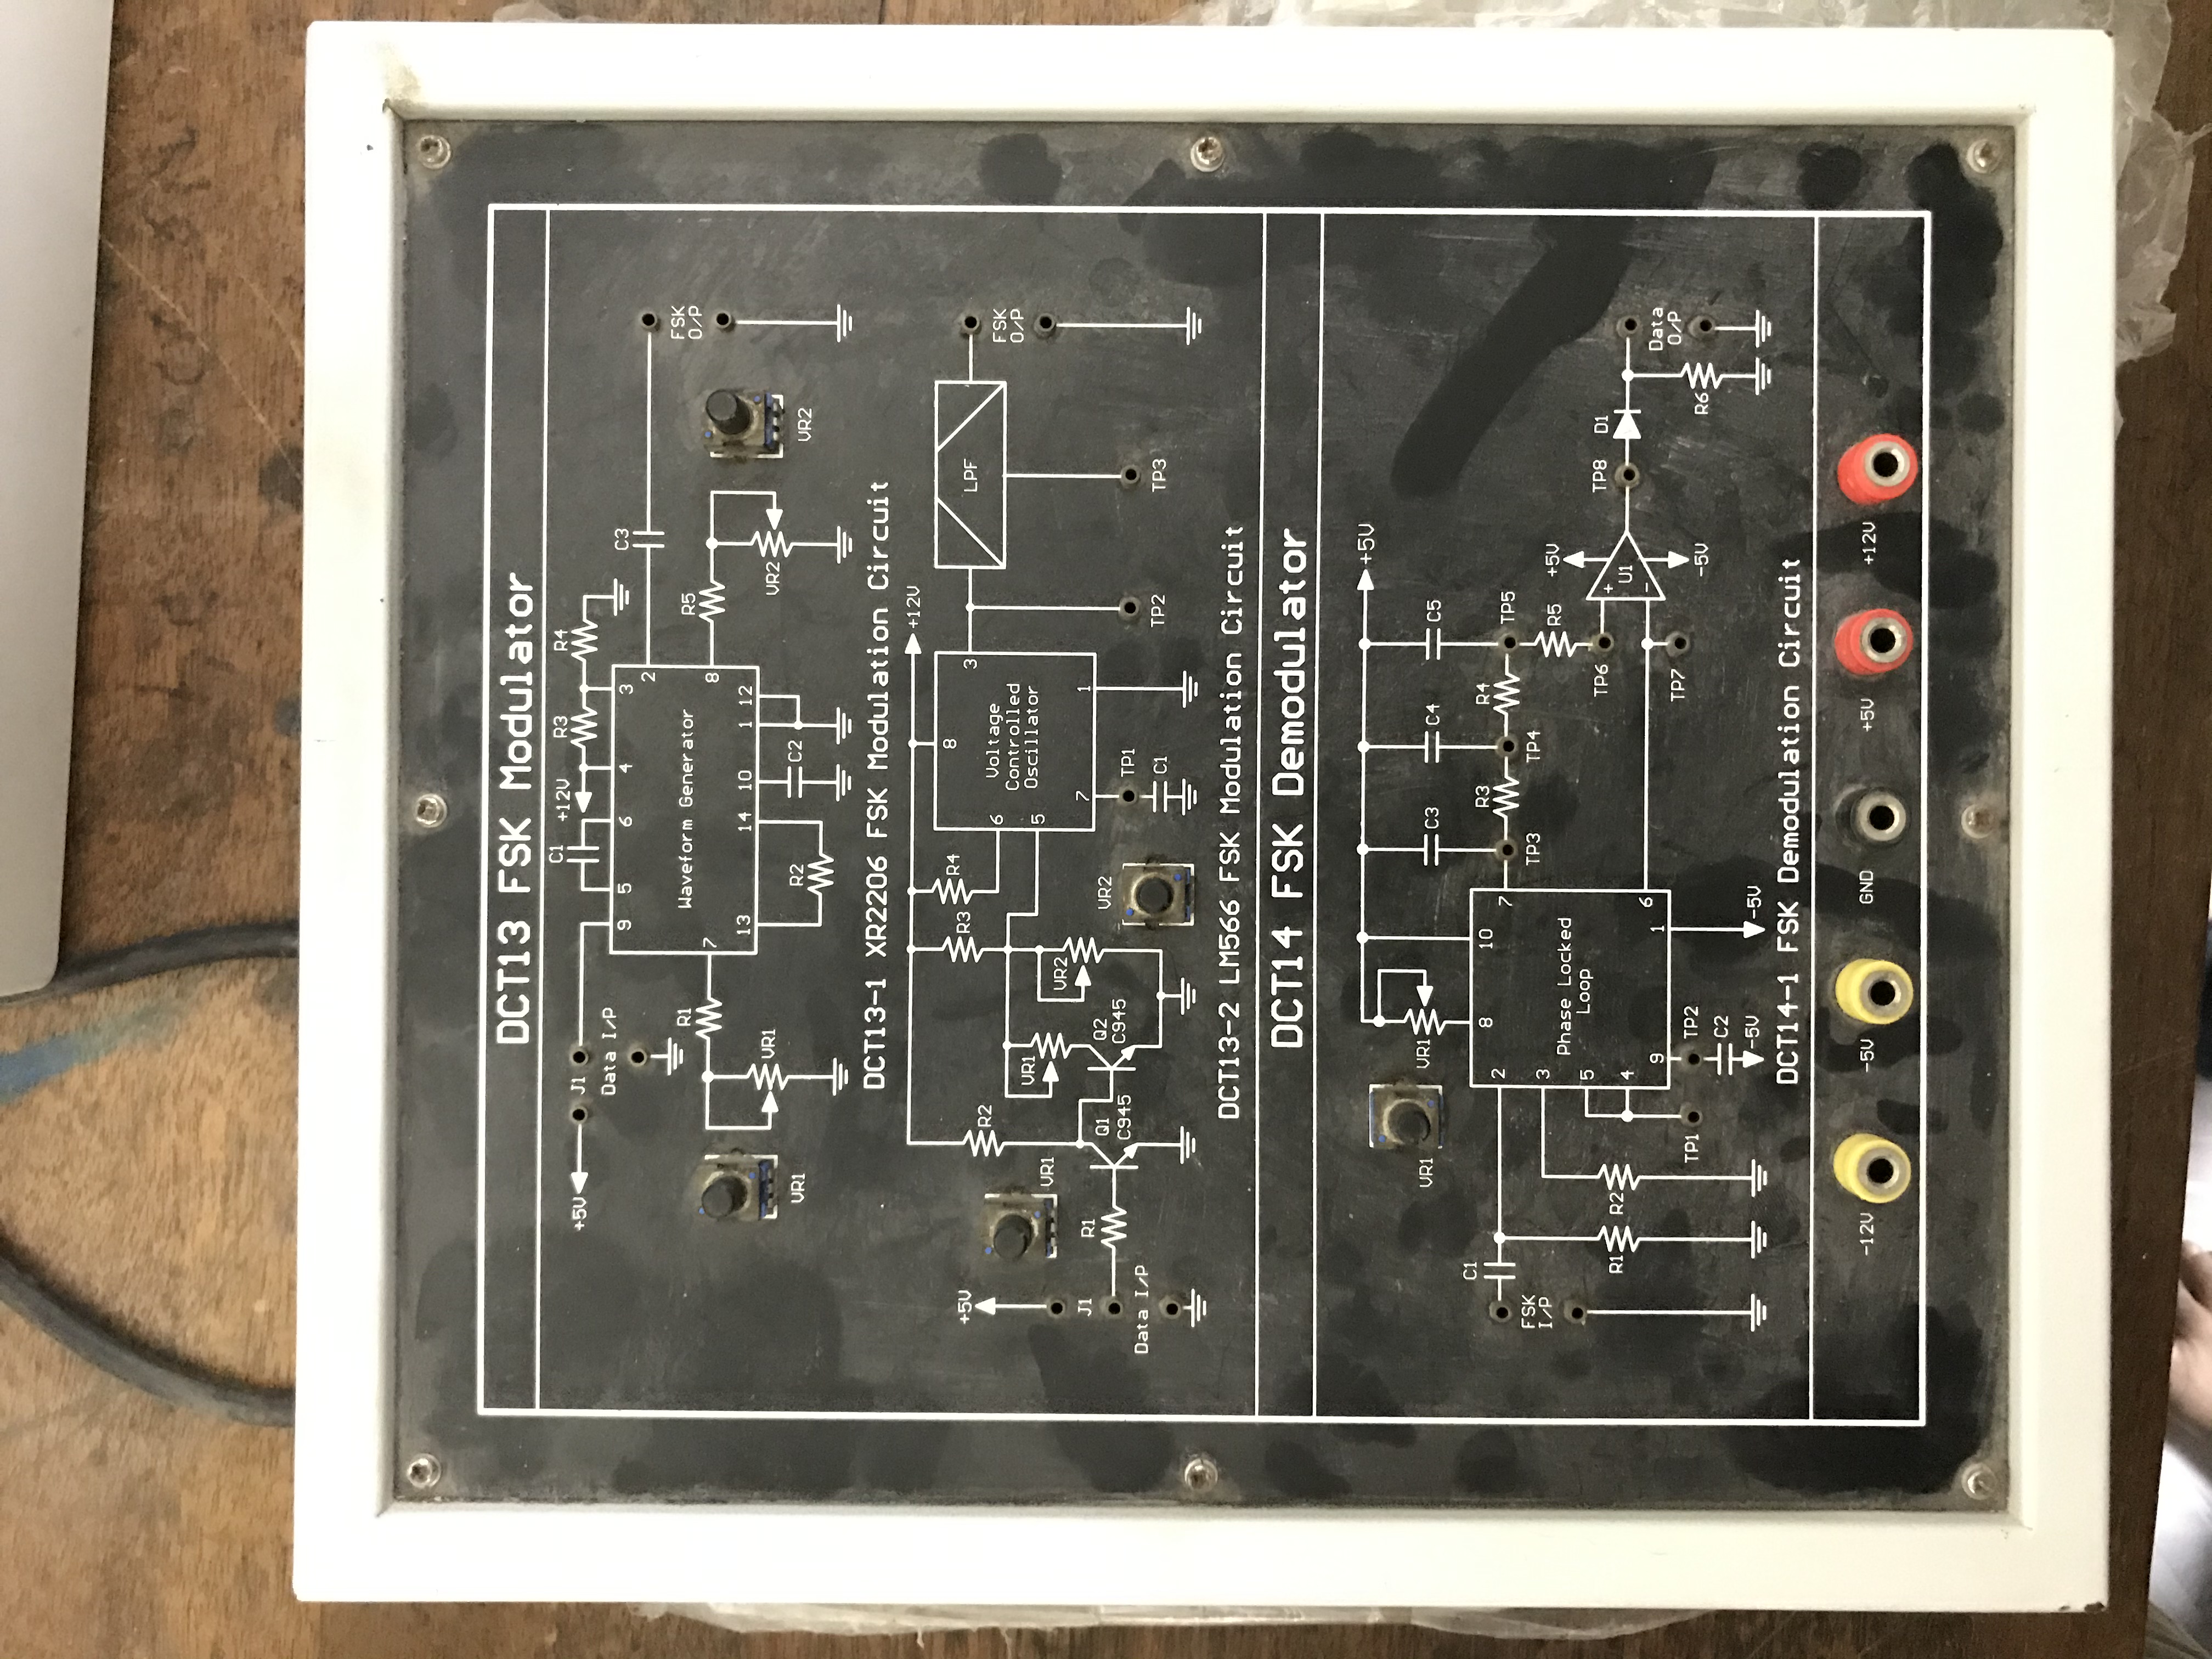 DCT13 FSK Modulator
C1
+12V
R3
R4
+5V
J1
Data I/P
9 5 6 4 3
C3
2
Waveform Generator
R1
7
R5
8
FSK
O/P
13 14 10 1 12
VR1
VR1
VR2
VR2
R2
C2
DCT13-1 XR2206 FSK Modulation Circuit
+12V
R3
R4
8
+5V
R2
3
LPF
6
Voltage
Controlled
Oscillator
FSK
O/P
VR1
VR1
5
VR2
J1
R1
7
1
Q1
C945
Q2
C945
VR2
TP1
Data I/P
TP2
TP3
C1
DCT13-2 LM566 FSK Modulation Circuit
DCT14 FSK Demodulator
+5V
VR1
VR1
C3
C4
C5
C1
8
10
R3
R4
2
7
TP5
FSK
I/P
TP3
TP4
3
Phase Locked
Loop
R5
+5V
5
TP6
+
TP8
D1
R1
R2
4
U1
6
-
9
1
TP7
Data
O/P
TP1
TP2
-5V
R6
C2
-5V
-5V
DCT14-1 FSK Demodulation Circuit
-12V
-5V
GND
+5V
+12V